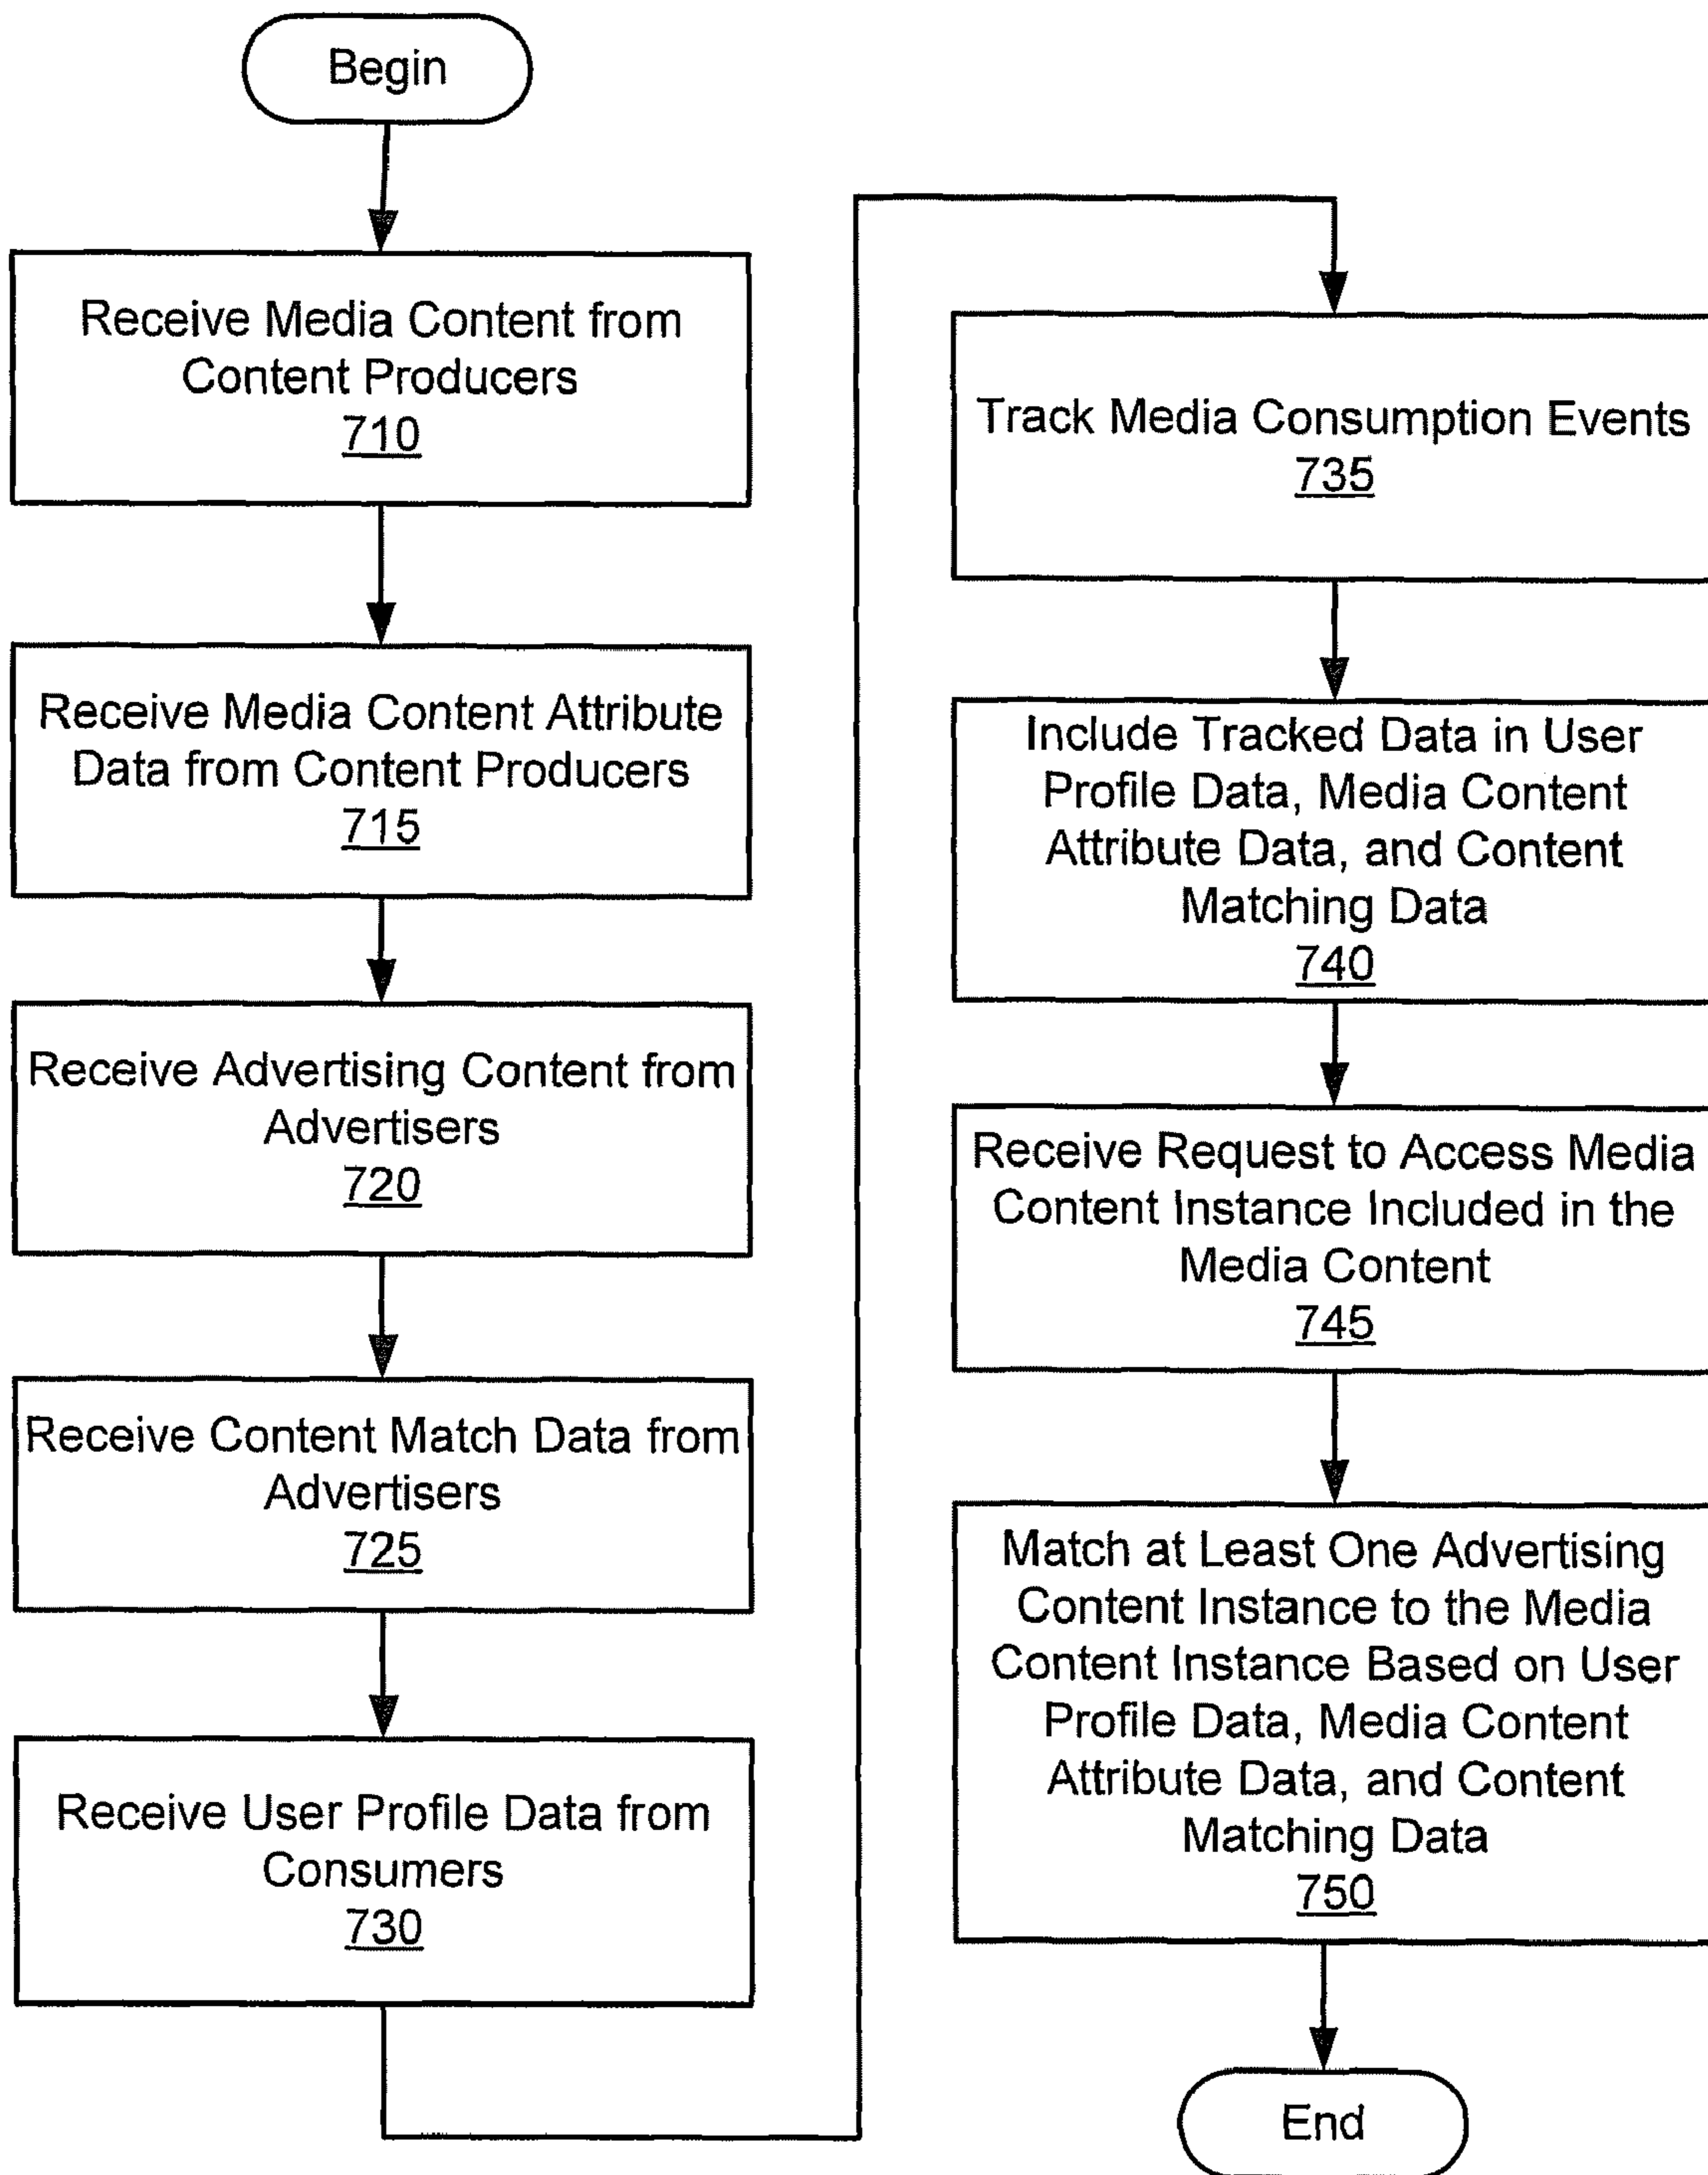 Begin
Receive Media Content from
Content Producers
710
Receive Media Content Attribute
Data from Content Producers
715
Receive Advertising Content from
Advertisers
720
Receive Content Match Data from
Advertisers
725
Receive User Profile Data from
Consumers
730
Track Media Consumption Events
735
Include Tracked Data in User
Profile Data, Media Content
Attribute Data, and Content
Matching Data
740
Receive Request to Access Media
Content Instance Included in the
Media Content
745
Match at Least One Advertising
Content Instance to the Media
Content Instance Based on User
Profile Data, Media Content
Attribute Data, and Content
Matching Data
750
End